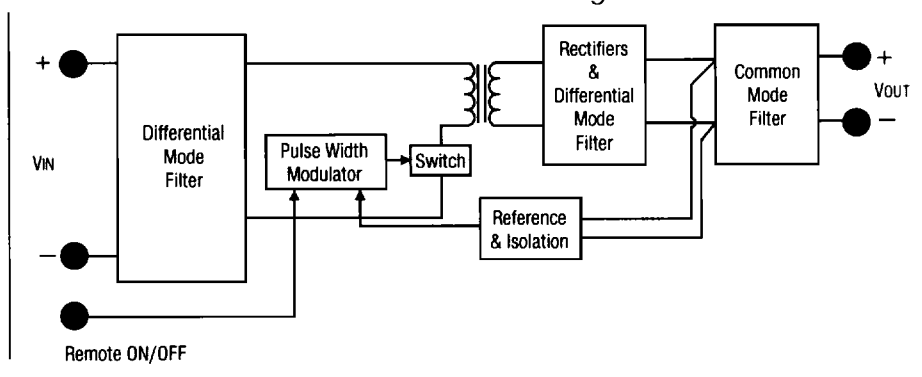 +
VIN
−
Differential
Mode
Filter
Pulse Width
Modulator
Switch
Rectifiers
&
Differential
Mode
Filter
Reference
& Isolation
Common
Mode
Filter
+
VOUT
−
Remote ON/OFF